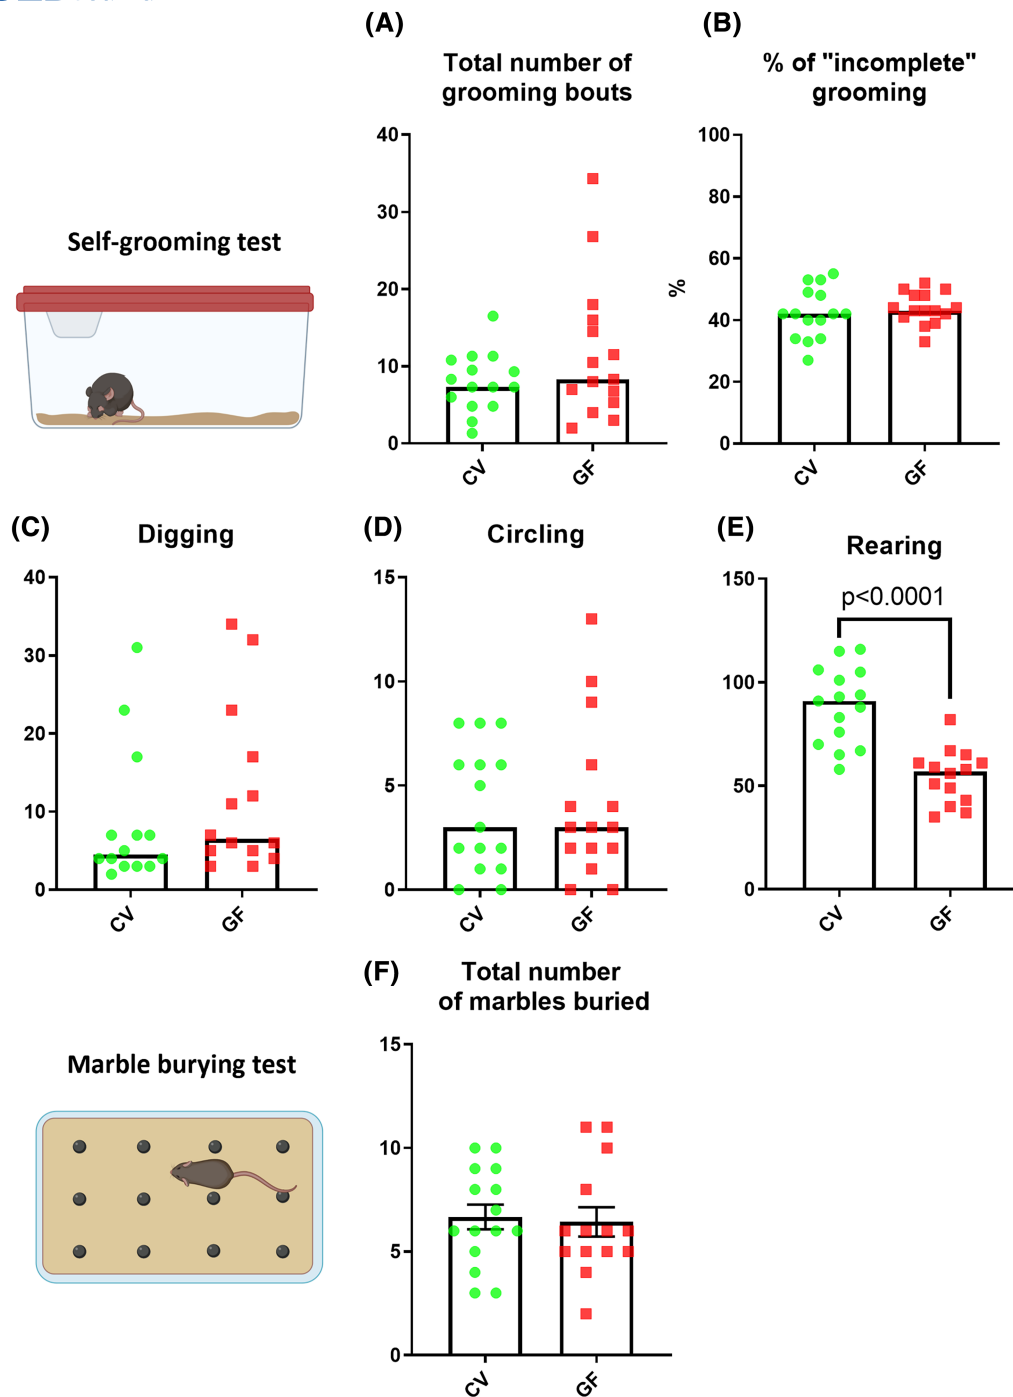 (A)
Total number of
grooming bouts
40
30
20
10
0
CV
GF
(B)
% of "incomplete"
grooming
%
100
80
60
40
20
0
CV
GF
Self-grooming test
(C)
Digging
40
30
20
10
0
CV
GF
(D)
Circling
15
10
5
0
CV
GF
(E)
Rearing
p<0.0001
150
100
50
0
CV
GF
(F)
Total number
of marbles buried
15
10
5
0
CV
GF
Marble burying test